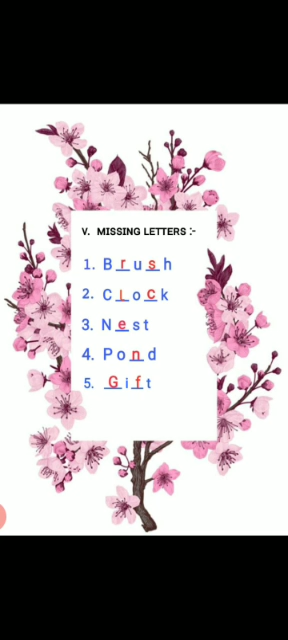 V. MISSING LETTERS :-
1. Brush
2. Clock
3. Nest
4. Pond
5. Gift